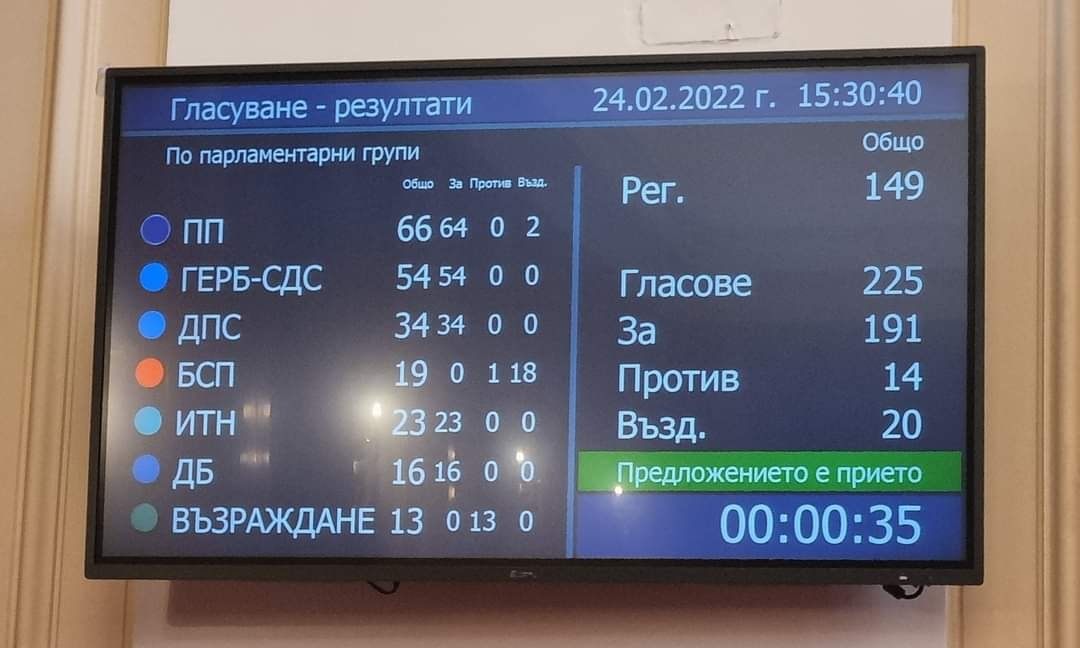 Гласуване - резултати 24.02.2022 г. 15:30:40
По парламентарни групи
Общо За Против Възд.
ПП 66 64 0 2
ГЕРБ-СДС 54 54 0 0
ДПС 34 34 0 0
БСП 19 0 1 18
ИТН 23 23 0 0
ДБ 16 16 0 0
ВЪЗРАЖДАНЕ 13 0 13 0
Общо
Рег. 149
Гласове 225
За 191
Против 14
Възд. 20
Предложението е прието
00:00:35